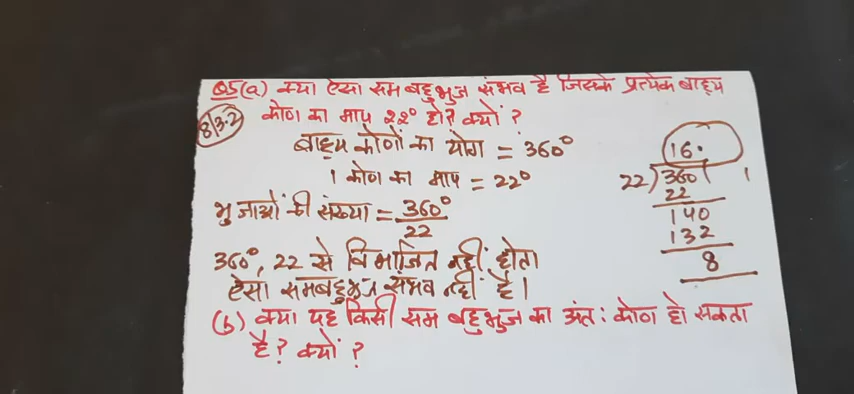 Q5(a) क्या ऐसा सम बहुभुज संभव है जिसके प्रत्येक बाह्य
8|3.2
कोण का माप 22° हो? क्यों ?
बाह्य कोणों का योग = 360°
1 कोण का माप = 22°
भुजाओं की संख्या = 360°
22
360°, 22 से विभाजित नहीं होता
ऐसा समबहुभुज संभव नहीं है।
16.
22)360(
22
140
132
8
(b) क्या यह किसी सम बहुभुज का अंत: कोण हो सकता
है? क्यों ?